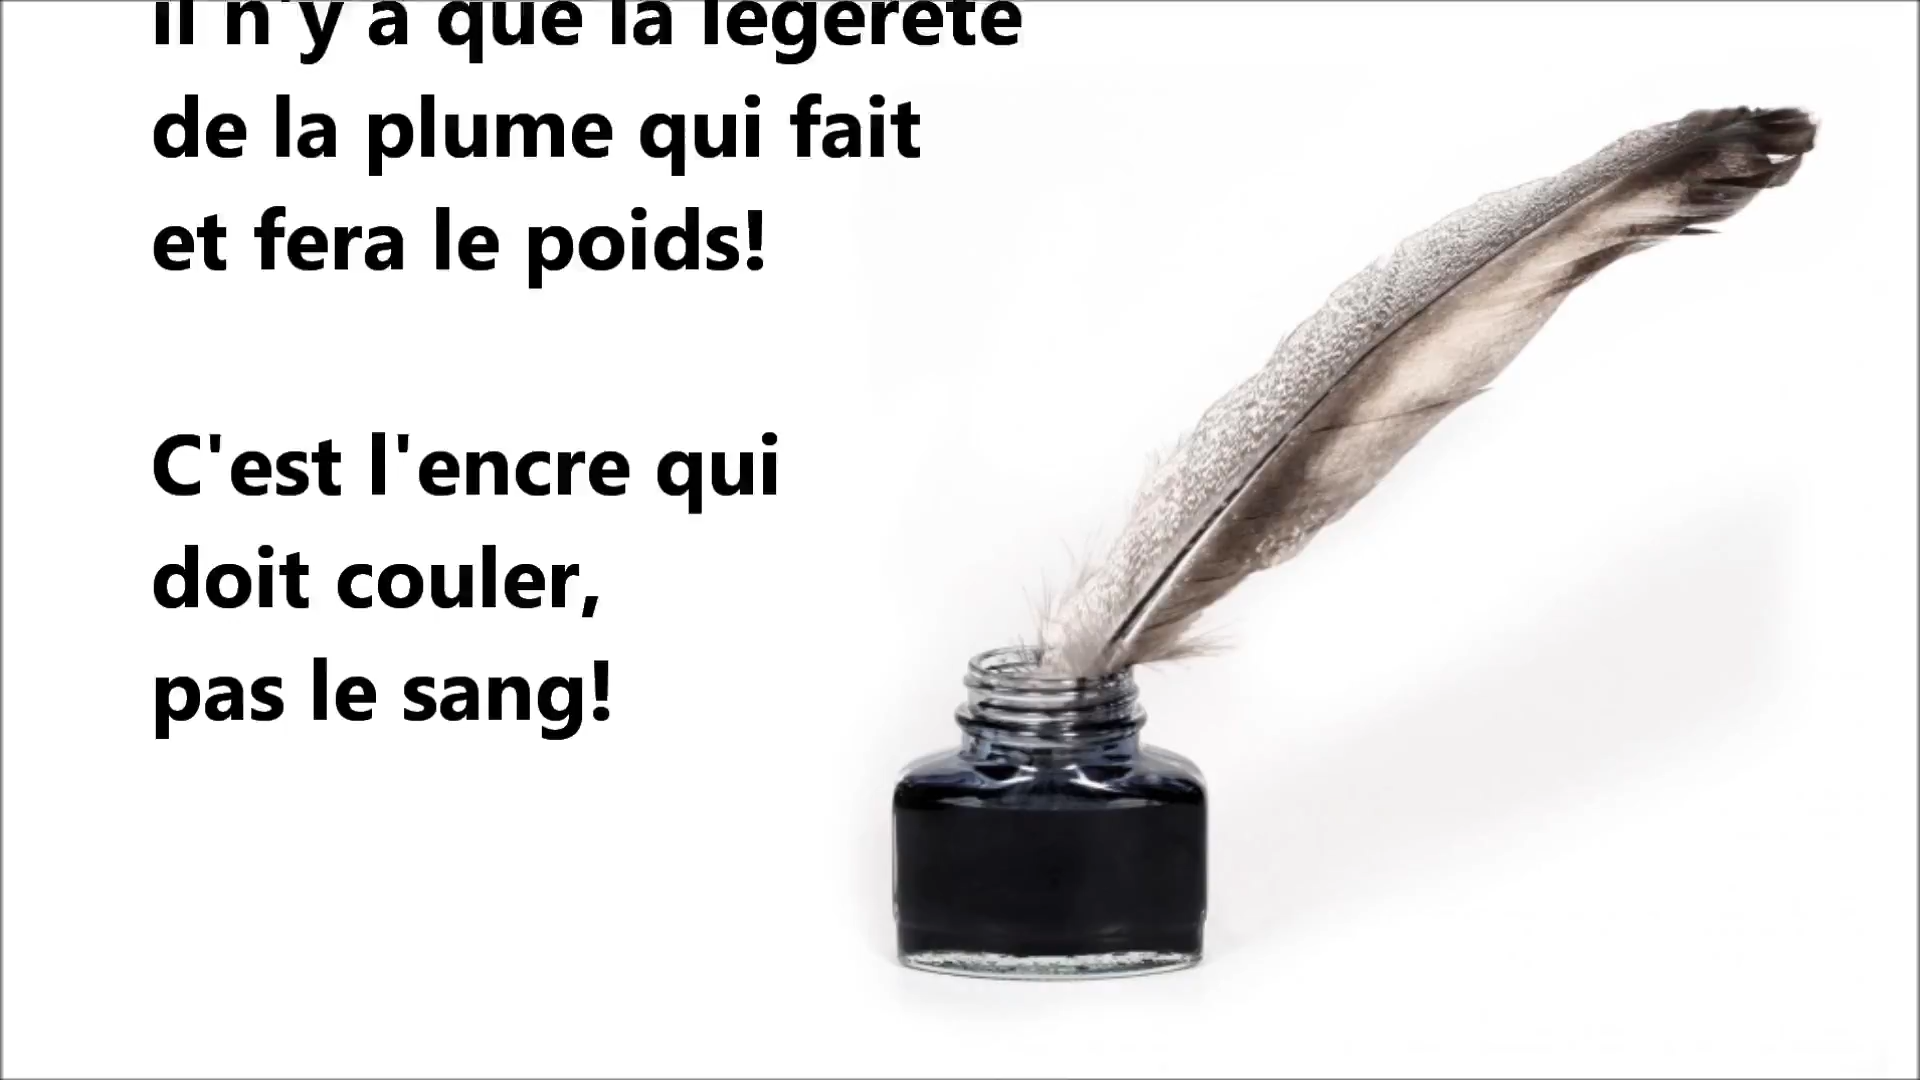 il n'y a que la légèreté
de la plume qui fait
et fera le poids!
C'est l'encre qui
doit couler,
pas le sang!